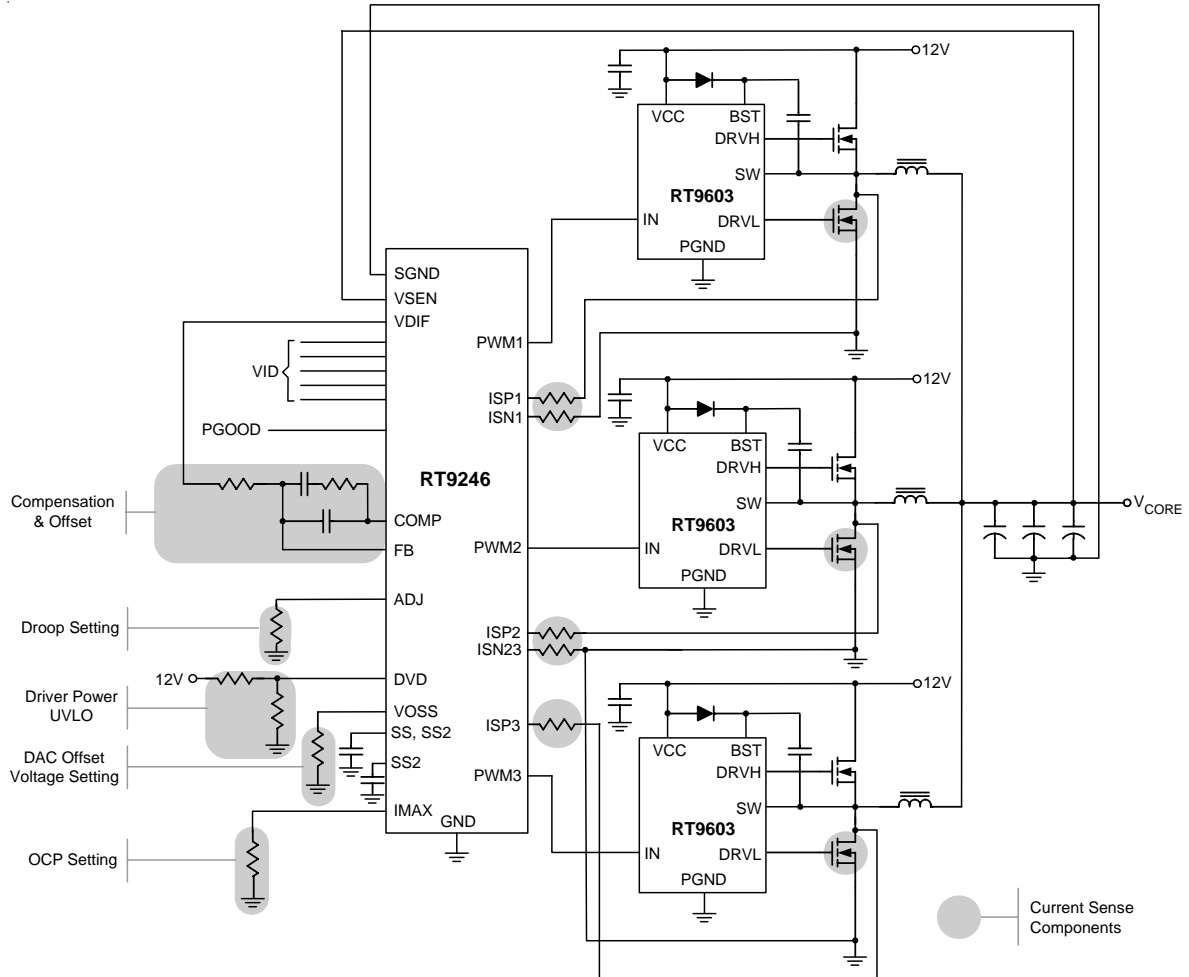 12V
VCC
BST
DRVH
SW
RT9603
IN
DRVL
PGND
SGND
VSEN
VDIF
VID
PGOOD
PWM1
ISP1
ISN1
RT9246
Compensation
& Offset
COMP
FB
PWM2
12V
VCC
BST
DRVH
SW
RT9603
IN
DRVL
PGND
VCORE
Droop Setting
ADJ
ISP2
ISN23
12V
Driver Power
UVLO
DVD
VOSS
SS, SS2
SS2
ISP3
DAC Offset
Voltage Setting
PWM3
IMAX
GND
OCP Setting
12V
VCC
BST
DRVH
SW
RT9603
IN
DRVL
PGND
Current Sense
Components